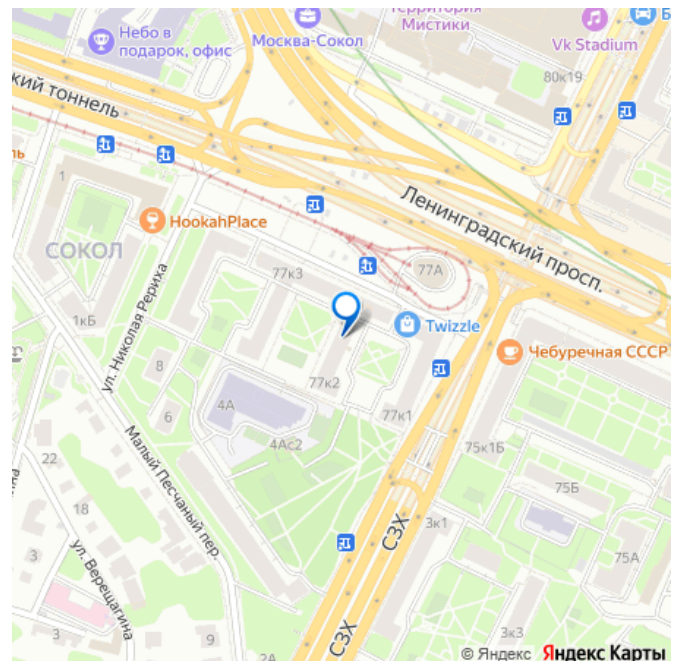 Небо в
подарок, офис
Москва-Сокол
Территория
Мистики
Vk Stadium
Б
80к19
кий тоннель
ль
1
HookahPlace
СОКОЛ
Ленинградский просп.
77А
77к3
Twizzle
Чебуречная СССР
1кБ
ул. Николая Рериха
8
6
4А
77к2
77к1
4Ас2
75к1Б
75Б
Малый Песчаный пер.
22
18
3
ул. Верещагина
3к1
СЗХ
75А
3
9
2А
СЗХ
3к3
© Яндекс Яндекс Карты